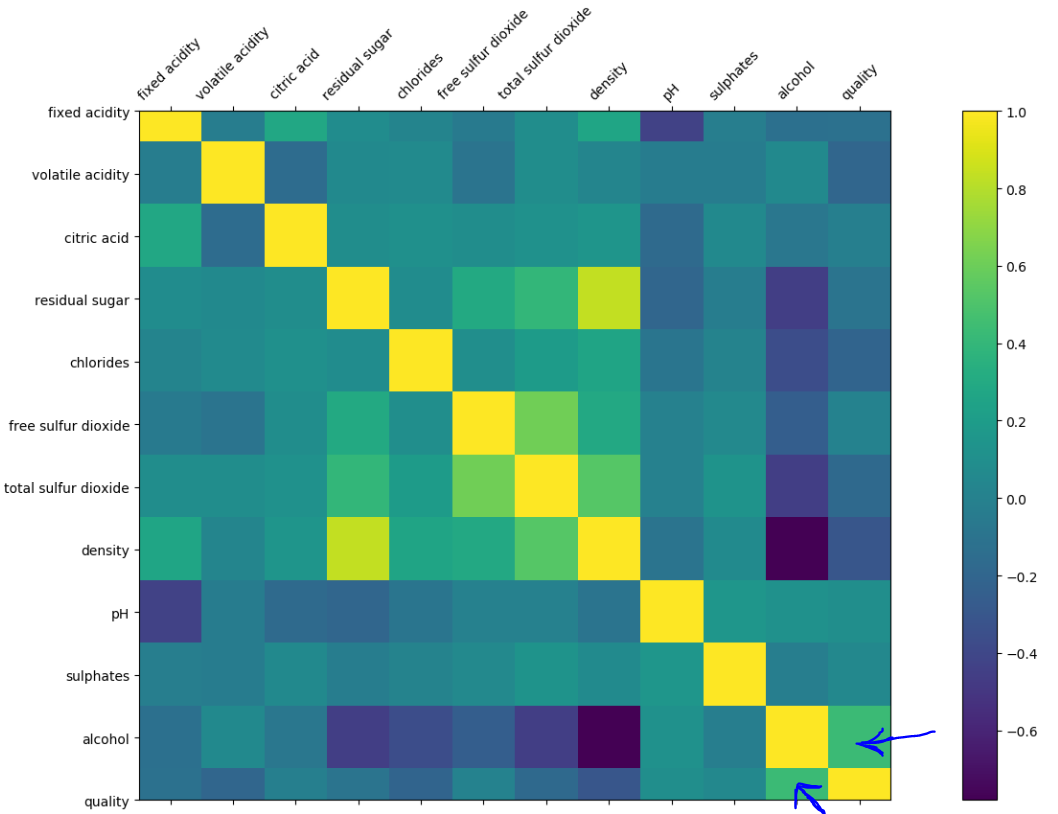 fixed acidity
volatile acidity
citric acid
residual sugar
chlorides
free sulfur dioxide
total sulfur dioxide
density
pH
sulphates
alcohol
quality
fixed acidity
volatile acidity
citric acid
residual sugar
chlorides
free sulfur dioxide
total sulfur dioxide
density
pH
sulphates
alcohol
quality
1.0
0.8
0.6
0.4
0.2
0.0
−0.2
−0.4
−0.6